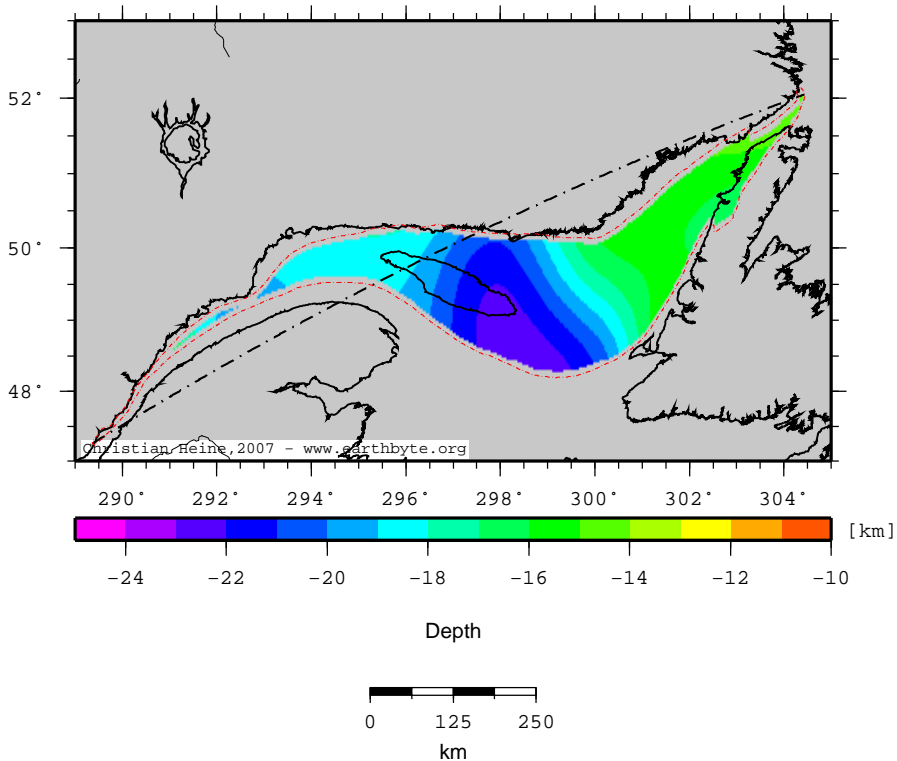 52°
50°
48°
Christian Heine,2007 - www.earthbyte.org
290° 292° 294° 296° 298° 300° 302° 304°
[km]
-24 -22 -20 -18 -16 -14 -12 -10
Depth
0 125 250
km